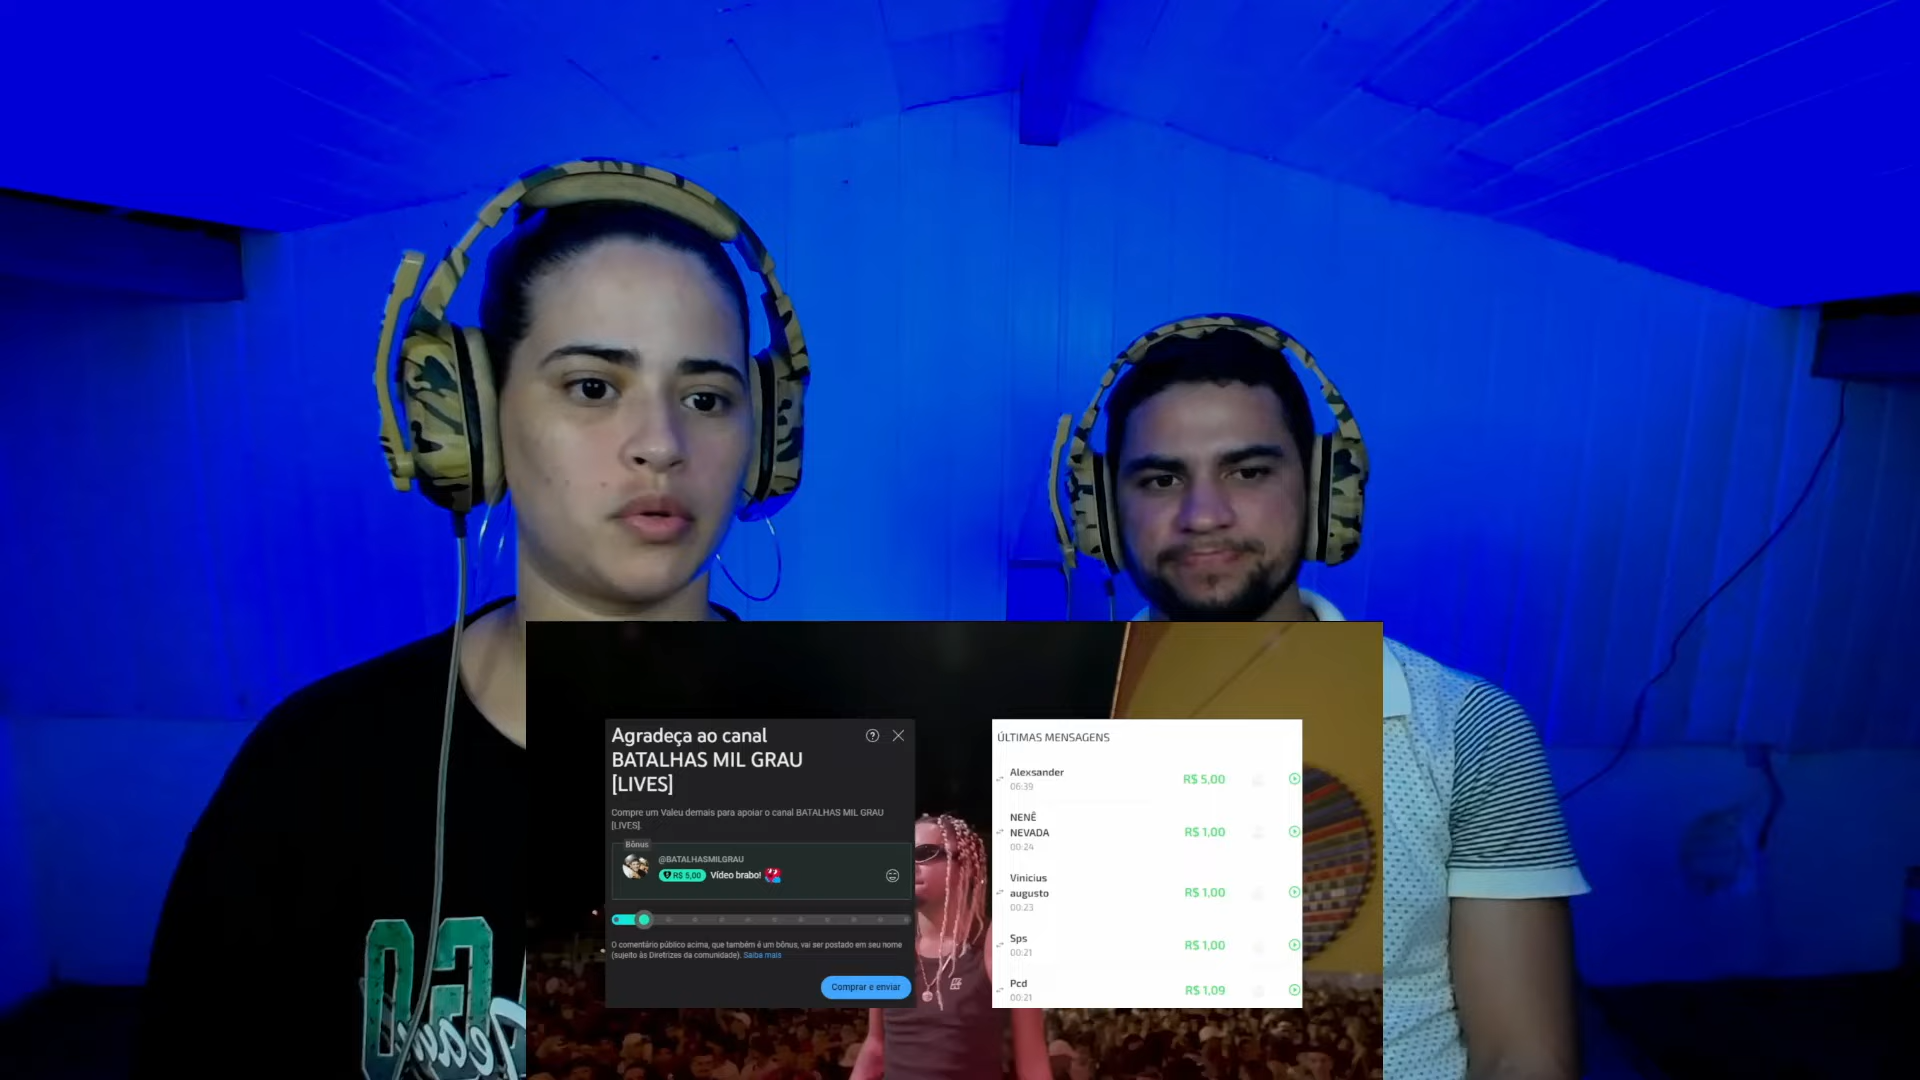 Agradeça ao canal
BATALHAS MIL GRAU
[LIVES]
Compre um Valeu demais para apoiar o canal BATALHAS MIL GRAU
[LIVES].
Bônus
@BATALHASMILGRAU
R$ 5,00 Vídeo brabo!
O comentário público acima, que também é um bônus, vai ser postado em seu nome
(sujeito às Diretrizes da comunidade). Saiba mais
Comprar e enviar
ÚLTIMAS MENSAGENS
Alexsander R$ 5,00
06:39
NENÊ
NEVADA R$ 1,00
00:24
Vinicius
augusto R$ 1,00
00:23
Sps R$ 1,00
00:21
Pcd R$ 1,09
00:21